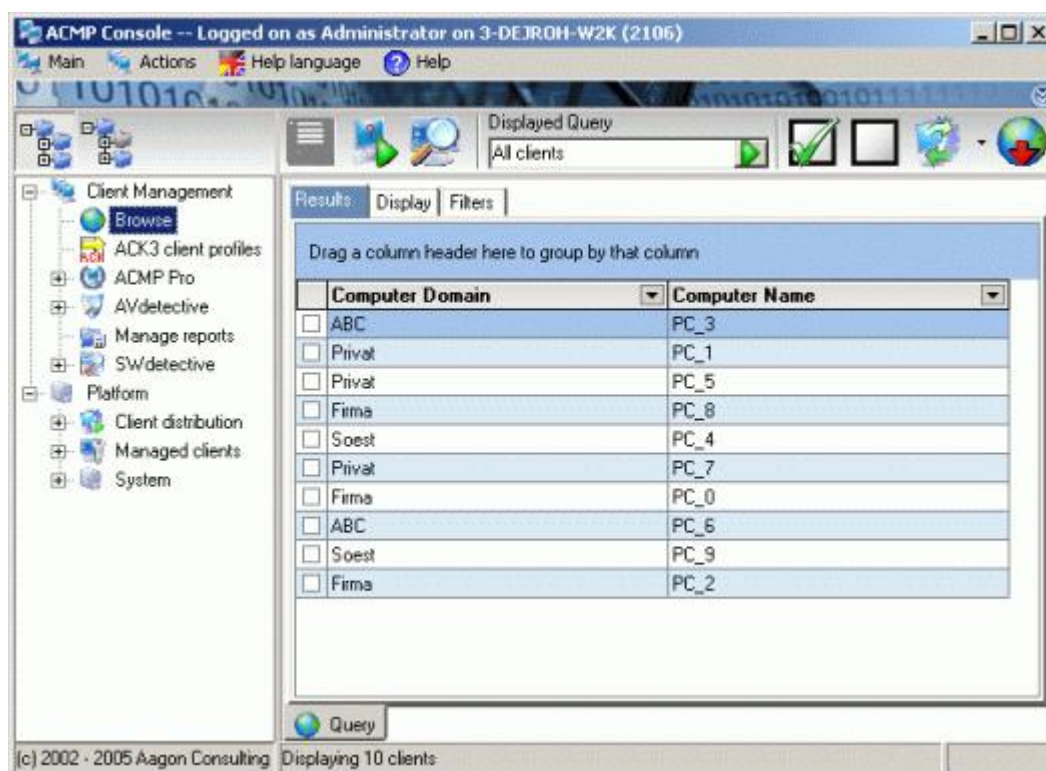 ACMP Console -- Logged on as Administrator on 3-DEJROH-W2K (2106)
Main Actions Help language Help
Displayed Query
All clients
Client Management
Browse
ACK3 client profiles
ACMP Pro
AVdetective
Manage reports
SWdetective
Platform
Client distribution
Managed clients
System
Results Display Filters
Drag a column header here to group by that column
Computer Domain Computer Name
ABC PC_3
Privat PC_1
Privat PC_5
Firma PC_8
Soest PC_4
Privat PC_7
Firma PC_0
ABC PC_6
Soest PC_9
Firma PC_2
Query
(c) 2002 - 2005 Aagon Consulting Displaying 10 clients